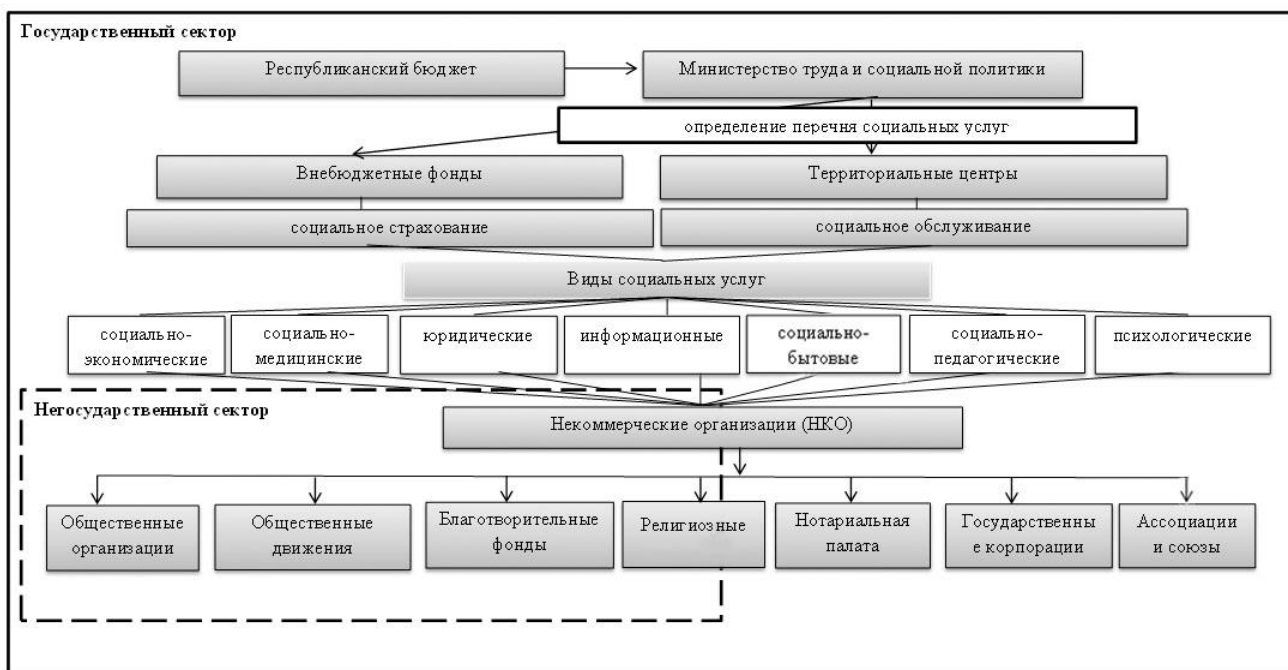 Государственный сектор
Республиканский бюджет
Министерство труда и социальной политики
определение перечня социальных услуг
Внебюджетные фонды
Территориальные центры
социальное страхование
социальное обслуживание
Виды социальных услуг
социально-
экономические
социально-
медицинские
юридические
информационные
социально-
бытовые
социально-
педагогические
психологические
Негосударственный сектор
Некоммерческие организации (НКО)
Общественные
организации
Общественные
движения
Благотворительные
фонды
Религиозные
Нотариальная
палата
Государственны
е корпорации
Ассоциации
и союзы